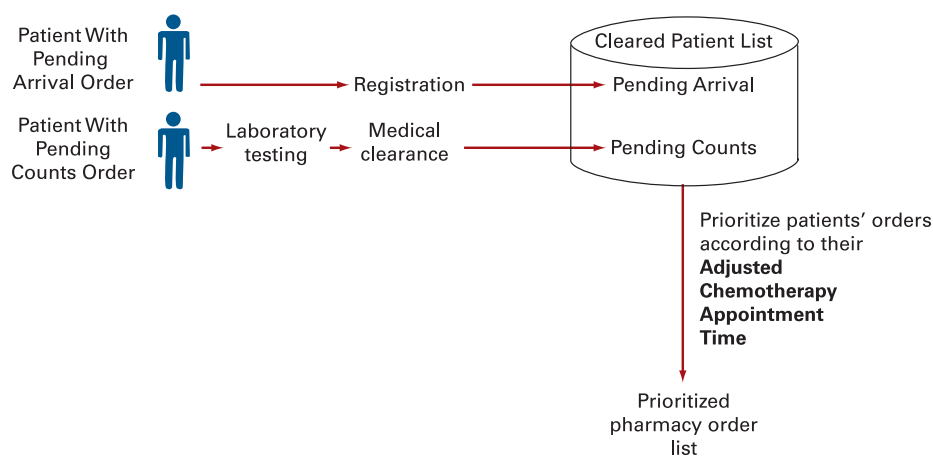 Patient With
Pending
Arrival Order
Registration
Cleared Patient List
Pending Arrival
Patient With
Pending
Counts Order
Laboratory
testing
Medical
clearance
Pending Counts
Prioritize patients’ orders
according to their
Adjusted
Chemotherapy
Appointment
Time
Prioritized
pharmacy order
list